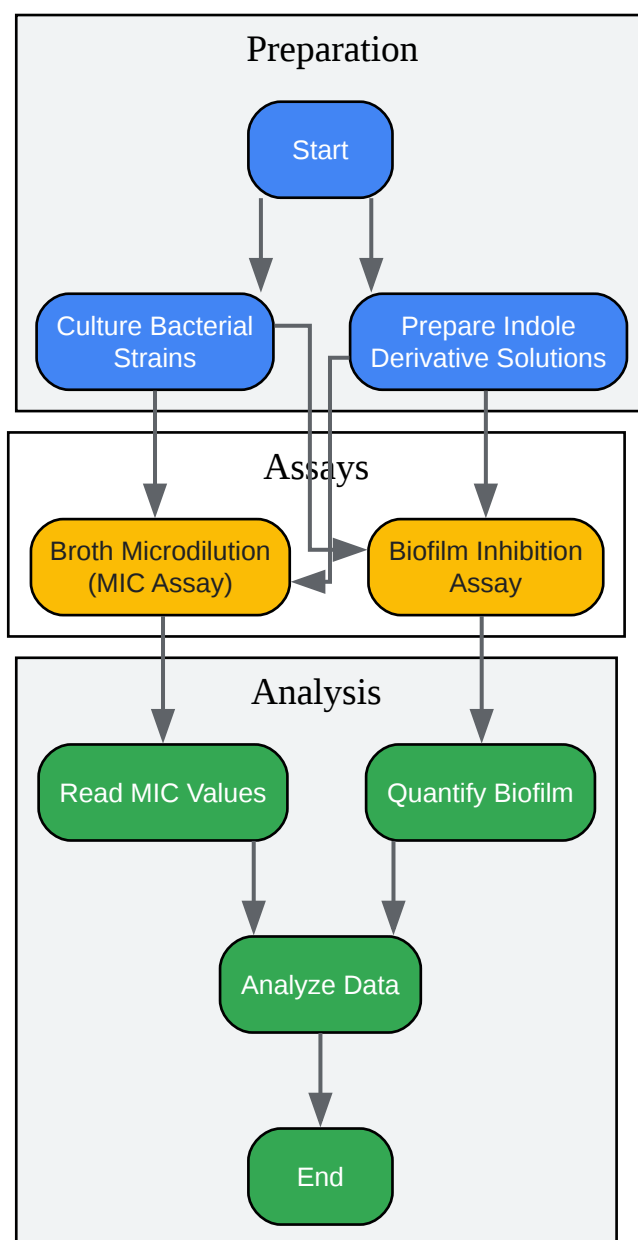 Preparation
Start
Culture Bacterial
Strains
Prepare Indole
Derivative Solutions
Assays
Broth Microdilution
(MIC Assay)
Biofilm Inhibition
Assay
Analysis
Read MIC Values
Quantify Biofilm
Analyze Data
End